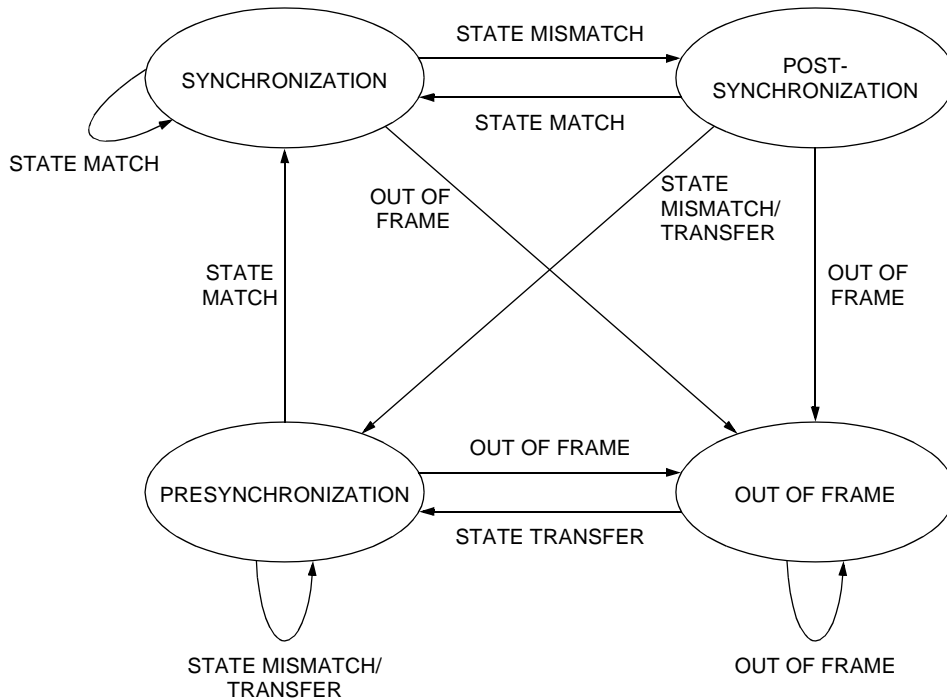 STATE MISMATCH
SYNCHRONIZATION
POST-
SYNCHRONIZATION
STATE MATCH
STATE MATCH
OUT OF
FRAME
STATE
MISMATCH/
TRANSFER
STATE
MATCH
OUT OF
FRAME
OUT OF FRAME
PRESYNCHRONIZATION
OUT OF FRAME
STATE TRANSFER
STATE MISMATCH/
TRANSFER
OUT OF FRAME